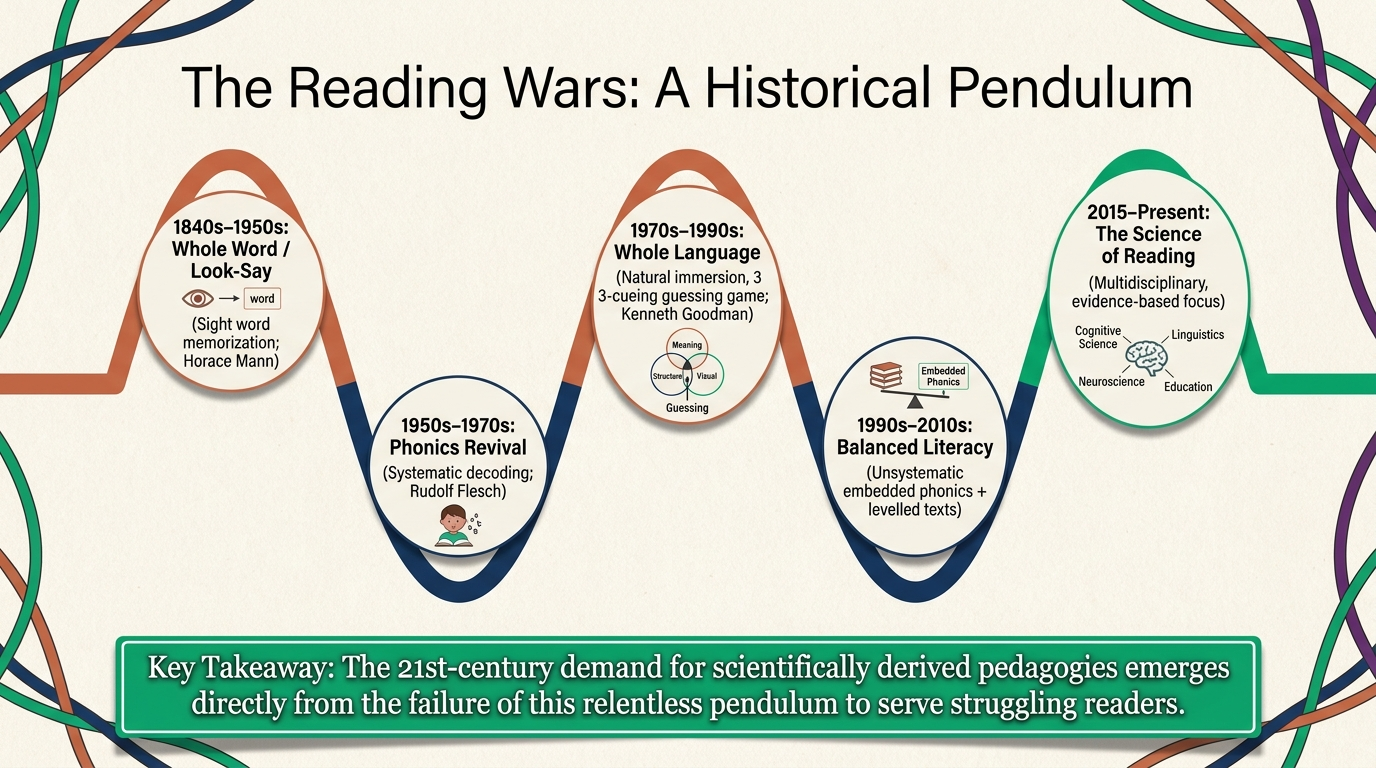 The Reading Wars: A Historical Pendulum
1840s–1950s:
Whole Word /
Look-Say
word
(Sight word
memorization;
Horace Mann)
1950s–1970s:
Phonics Revival
(Systematic decoding;
Rudolf Flesch)
1970s–1990s:
Whole Language
(Natural immersion, 3
3-cueing guessing game;
Kenneth Goodman)
Meaning
Structure
Vizual
Guessing
Embedded
Phonics
1990s–2010s:
Balanced Literacy
(Unsystematic
embedded phonics +
levelled texts)
2015–Present:
The Science
of Reading
(Multidisciplinary,
evidence-based focus)
Cognitive
Science
Linguistics
Neuroscience
Education
Key Takeaway: The 21st-century demand for scientifically derived pedagogies emerges
directly from the failure of this relentless pendulum to serve struggling readers.